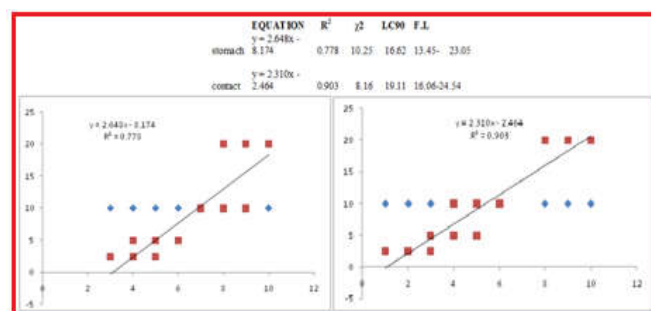 EQUATION R² γ2 LC90 F.L
y = 2.648x -
stomach 8.174 0.778 10.25 16.62 13.45- 23.05
y = 2.310x -
contact 2.464 0.903 8.16 19.11 16.06-24.54
25
20
15
10
5
0
-5
0 2 4 6 8 10 12
y = 2.648x - 8.174
R² = 0.778
25
20
15
10
5
0
-5
0 2 4 6 8 10 12
y = 2.310x - 2.464
R² = 0.903